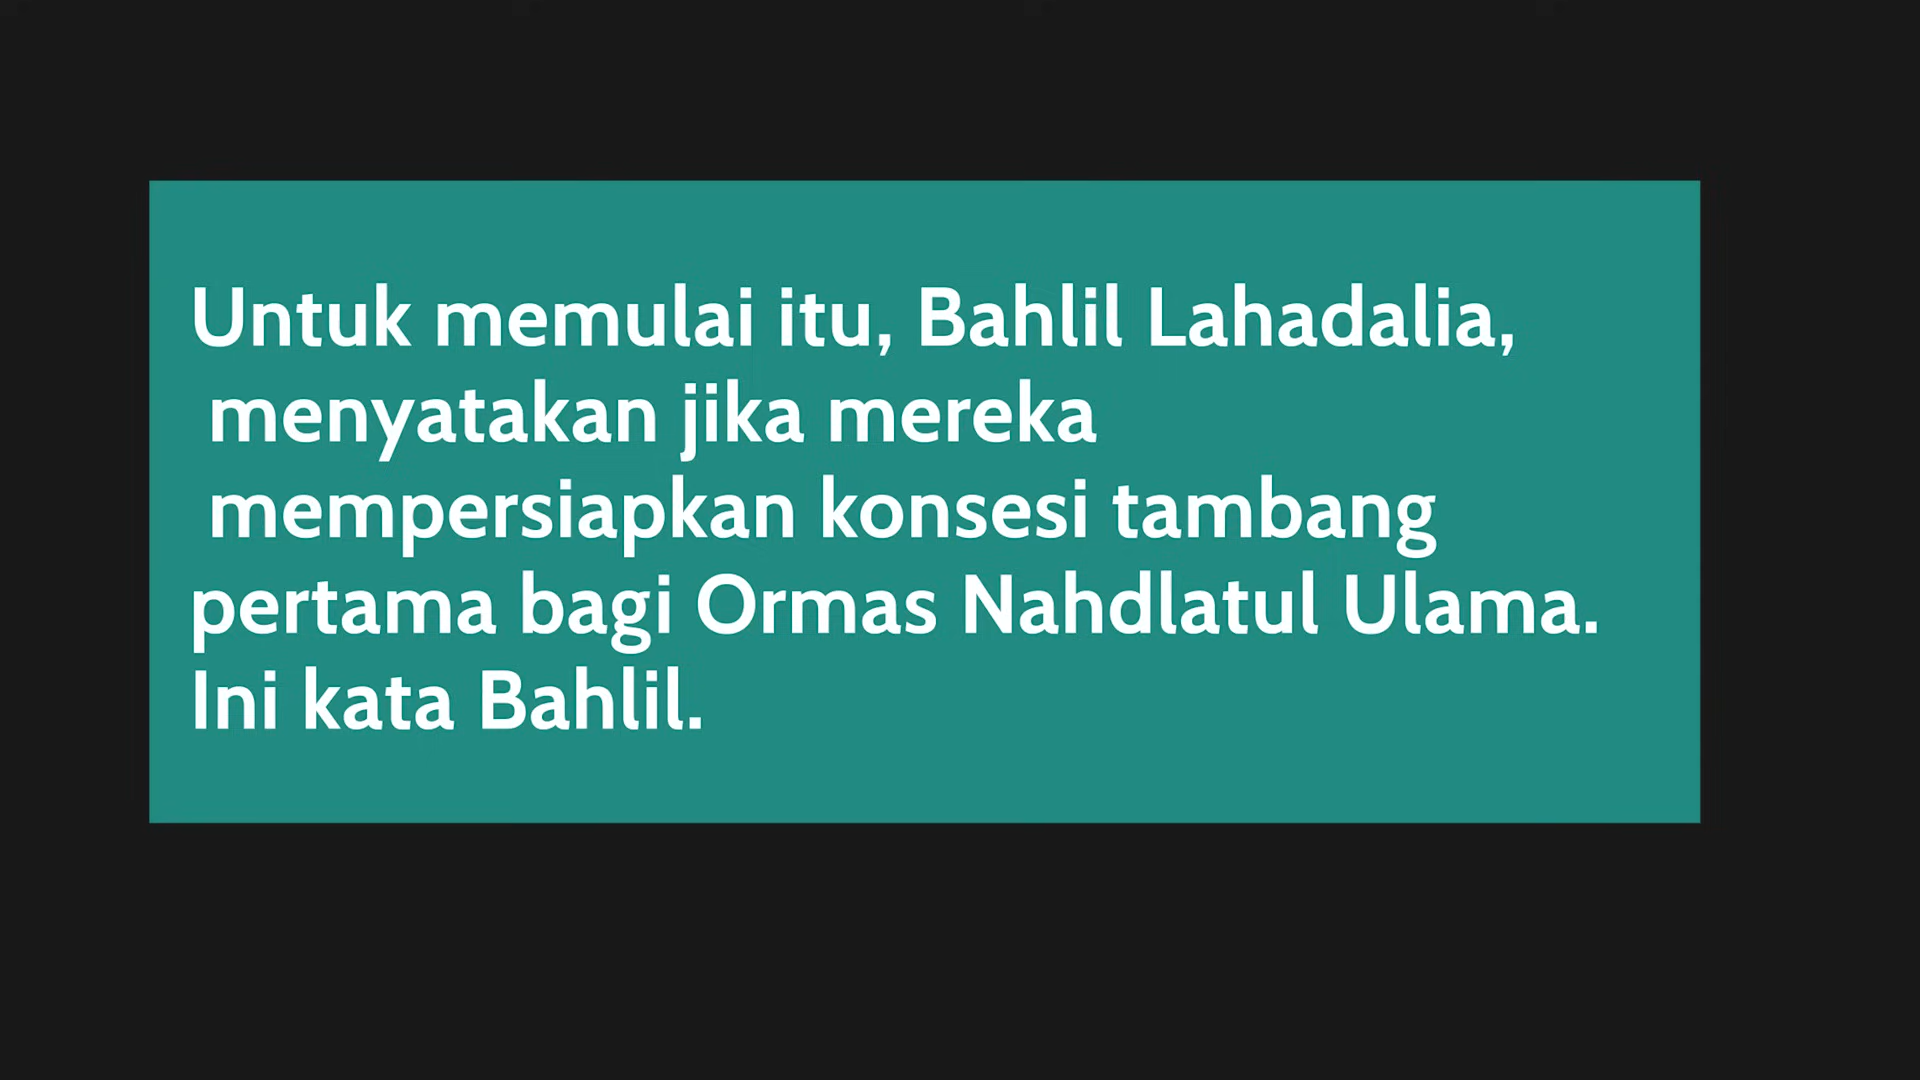 Untuk memulai itu, Bahlil Lahadalia,
menyatakan jika mereka
mempersiapkan konsesi tambang
pertama bagi Ormas Nahdlatul Ulama.
Ini kata Bahlil.